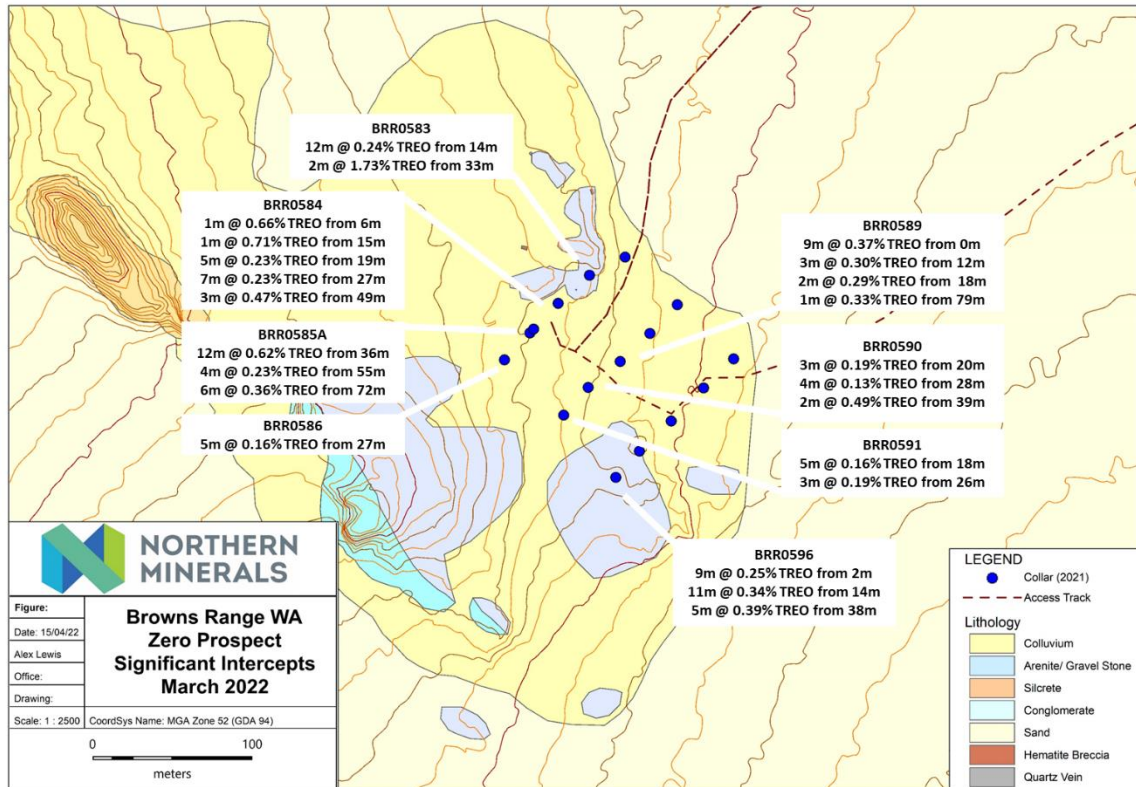 BRR0583
12m @ 0.24% TREO from 14m
2m @ 1.73% TREO from 33m
BRR0584
1m @ 0.66% TREO from 6m
1m @ 0.71% TREO from 15m
5m @ 0.23% TREO from 19m
7m @ 0.23% TREO from 27m
3m @ 0.47% TREO from 49m
BRR0585A
12m @ 0.62% TREO from 36m
4m @ 0.23% TREO from 55m
6m @ 0.36% TREO from 72m
BRR0586
5m @ 0.16% TREO from 27m
BRR0589
9m @ 0.37% TREO from 0m
3m @ 0.30% TREO from 12m
2m @ 0.29% TREO from 18m
1m @ 0.33% TREO from 79m
BRR0590
3m @ 0.19% TREO from 20m
4m @ 0.13% TREO from 28m
2m @ 0.49% TREO from 39m
BRR0591
5m @ 0.16% TREO from 18m
3m @ 0.19% TREO from 26m
BRR0596
9m @ 0.25% TREO from 2m
11m @ 0.34% TREO from 14m
5m @ 0.39% TREO from 38m
NORTHERN
MINERALS
Figure:
Date: 15/04/22
Alex Lewis
Office:
Drawing:
Scale: 1 : 2500
Browns Range WA
Zero Prospect
Significant Intercepts
March 2022
CoordSys Name: MGA Zone 52 (GDA 94)
0 100
meters
LEGEND
Collar (2021)
Access Track
Lithology
Colluvium
Arenite/ Gravel Stone
Silcrete
Conglomerate
Sand
Hematite Breccia
Quartz Vein